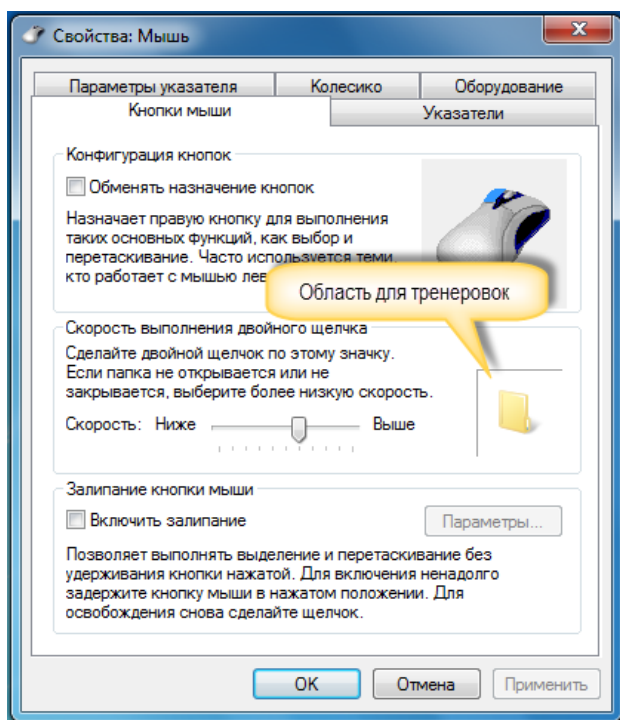 Свойства: Мышь
Параметры указателя
Колесико
Оборудование
Кнопки мыши
Указатели
Конфигурация кнопок
Обменять назначение кнопок
Назначает правую кнопку для выполнения
таких основных функций, как выбор и
перетаскивание. Часто используется теми,
кто работает с мышью лев
Область для тренеровок
Скорость выполнения двойного щелчка
Сделайте двойной щелчок по этому значку.
Если папка не открывается или не
закрывается, выберите более низкую скорость.
Скорость: Ниже Выше
Залипание кнопки мыши
Включить залипание
Параметры...
Позволяет выполнять выделение и перетаскивание без
удерживания кнопки нажатой. Для включения ненадолго
задержите кнопку мыши в нажатом положении. Для
освобождения снова сделайте щелчок.
OK
Отмена
Применить